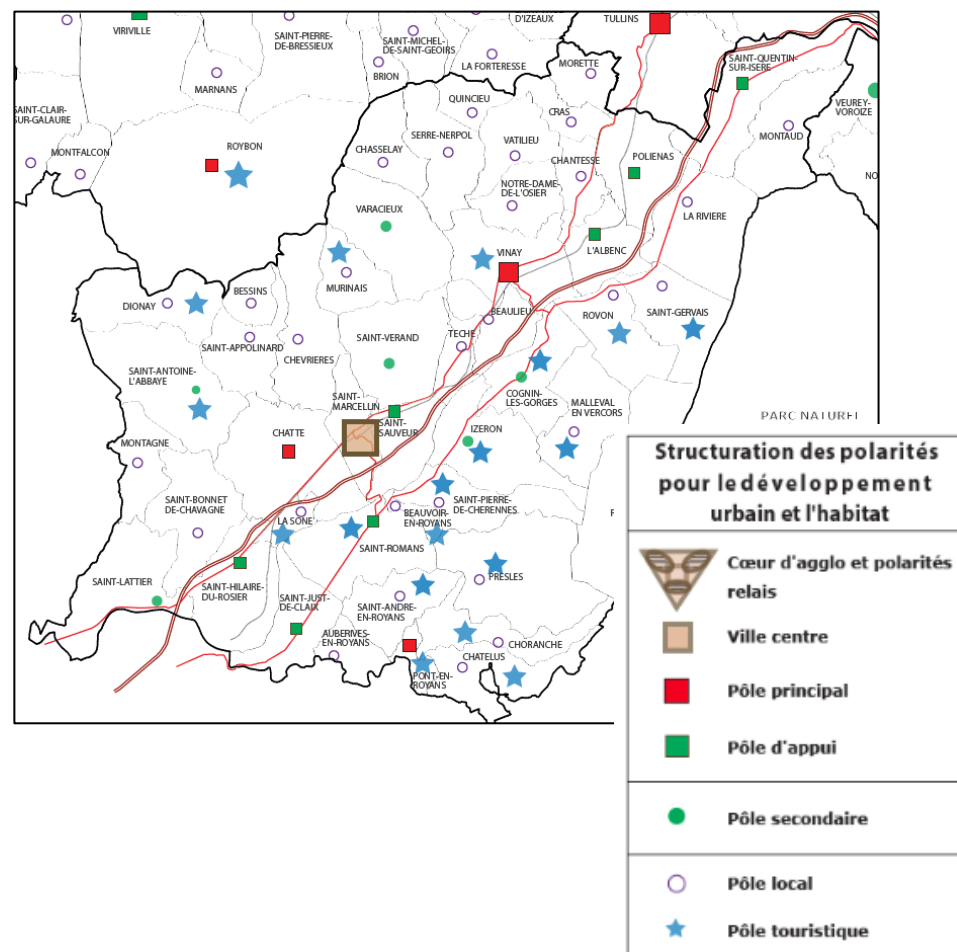 D'IZEAUX
TULLINS
VIRIVILLE
SAINT-PIERRE-
DE-BRESSIEUX
SAINT-MICHEL-
DE-SAINT-GEOIRS
LA FORTERESSE
MORETTE
SAINT-QUENTIN-
SUR-ISERE
BRION
MARNANS
QUINCIEU
CRAS
VEUREY-
VOROIZE
SAINT-CLAIR-
SUR-GALAURE
SERRE-NERPOL
VATILIEU
MONTAUD
ROYBON
MONTFALCON
CHASSELAY
CHANTESSE
POLIENAS
NO
NOTRE-DAME-
DE-L'OSIER
VARACIEUX
LA RIVIERE
VINAY
L'ALBENC
MURINAIS
DIONAY
BESSINS
BEAULIEU
ROVON
SAINT-GERVAIS
SAINT-APPOLINARD
CHEVRIERES
SAINT-VERAND
TECHE
SAINT-ANTOINE-
L'ABBAYE
COGNIN-
LES-GORGES
MALLEVAL
EN VERCORS
SAINT-
MARCELLIN
SAINT-
SAUVEUR
IZERON
PARC NATUREL
CHATTE
MONTAGNE
SAINT-BONNET
DE-CHAVAGNE
LA SONE
BEAUVOIR-
EN-ROYANS
SAINT-PIERRE-
DE-CHERENNES
SAINT-ROMANS
PRESLES
SAINT-LATTIER
SAINT-HILAIRE-
DU-ROSIER
SAINT-JUST-
DE-CLAIX
SAINT-ANDRE-
EN-ROYANS
AUBERIVES-
EN-ROYANS
CHORANCHE
CHATELUS
PONT-EN-
ROYANS
Structuration des polarités
pour le développement
urbain et l'habitat
Cœur d'agglo et polarités
relais
Ville centre
Pôle principal
Pôle d'appui
Pôle secondaire
Pôle local
Pôle touristique